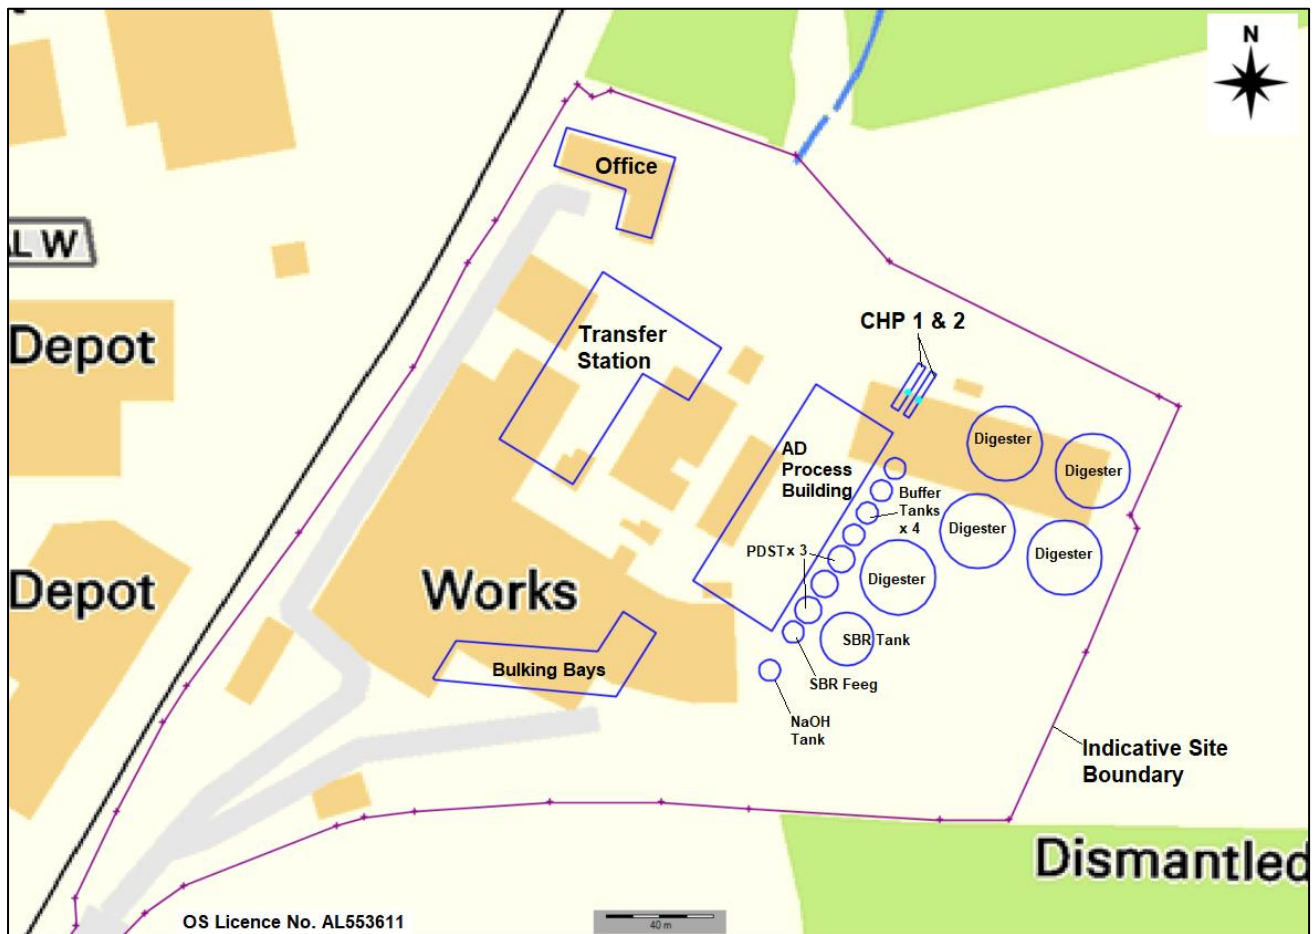 N
Office
AL W
CHP 1 & 2
Transfer
Station
Depot
Digester
AD
Process
Building
Digester
Buffer
Tanks
x 4
Digester
PDST x 3
Digester
Depot
Works
Digester
SBR Tank
Bulking Bays
SBR Feeg
NaOH
Tank
Indicative Site
Boundary
Dismantled
OS Licence No. AL553611
40 m